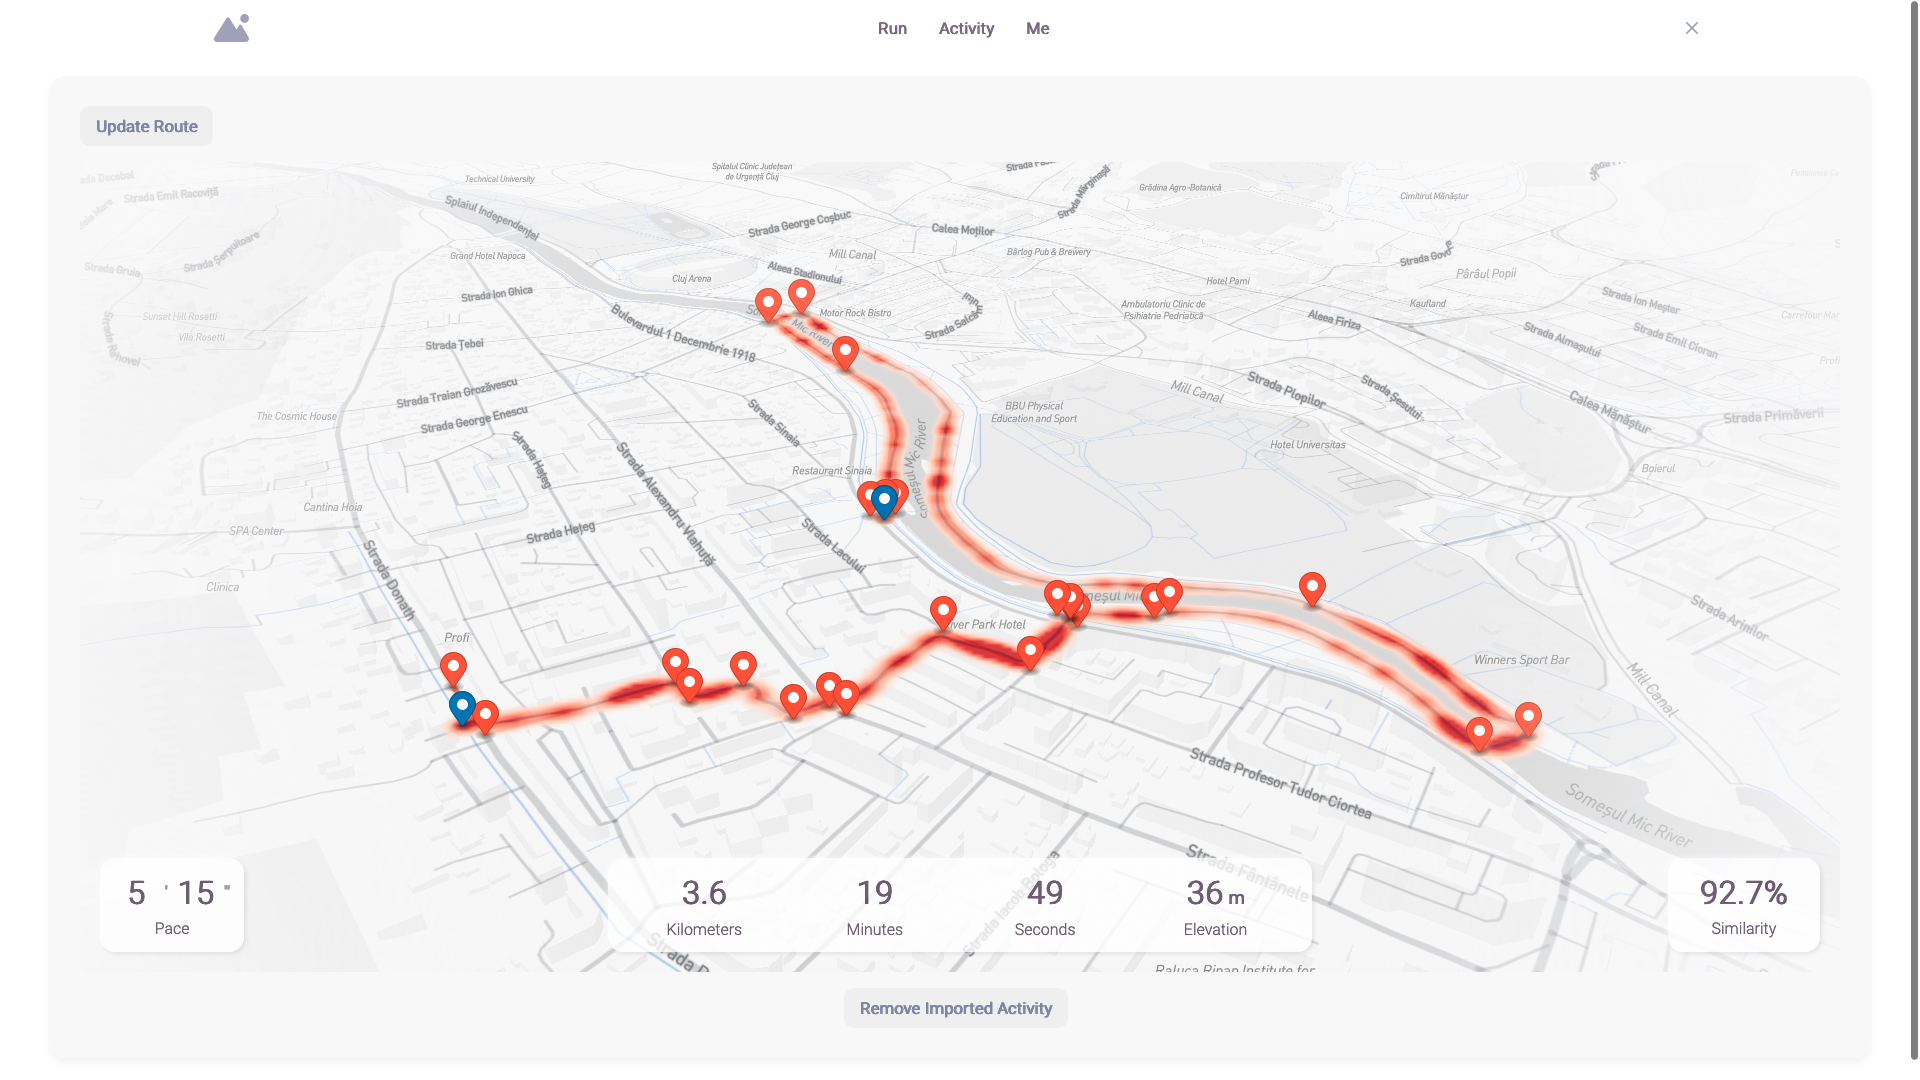 Run
Activity
Me
Update Route
Technical University
Spitalul Clinic Județean
de Urgență Cluj
Strada Mărginașă
Grădina Agro-Botanică
Cimitirul Mănăștur
Strada Emil Racoviță
Splaiul Independenței
Strada George Coșbuc
Calea Moților
Strada Șerpuitoare
Grand Hotel Napoca
Mill Canal
Bârlog Pub & Brewery
Strada Gruia
Cluj Arena
Aleea Stadionului
Hotel Pami
Pârâul Popii
Strada Ion Ghica
Ambulatoriu Clinic de
Psihiatrie Pediatrică
Kaufland
Strada Ion Meșter
Sunset Hill Rosetti
Motor Rock Bistro
Aleea Firiza
Vila Rosetti
Bulevardul 1 Decembrie 1918
Mic River
Strada Almașului
Strada Emil Cioran
Strada Țebei
Strada Traian Grozăvescu
Mill Canal
Strada Plopilor
Strada Șesului
Calea Mănăștur
Strada Primăverii
The Cosmic House
Strada George Enescu
Strada Sinaia
BBU Physical
Education and Sport
Hotel Universitas
Strada Hațeg
Strada Alexandru Vlahuță
Restaurant Sinaia
Someșul Mic River
Boierul
Cantina Hoia
SPA Center
Strada Hațeg
Strada Lacului
Strada Donath
Clinica
Strada Arinilor
Profi
Winners Sport Bar
Mill Canal
Strada Profesor Tudor Ciortea
Someșul Mic River
Strada Fântânele
Strada Iacob Bologa
5 ' 15 "
Pace
3.6
Kilometers
19
Minutes
49
Seconds
36 m
Elevation
92.7%
Similarity
Raluca Ripan Institute for
Remove Imported Activity